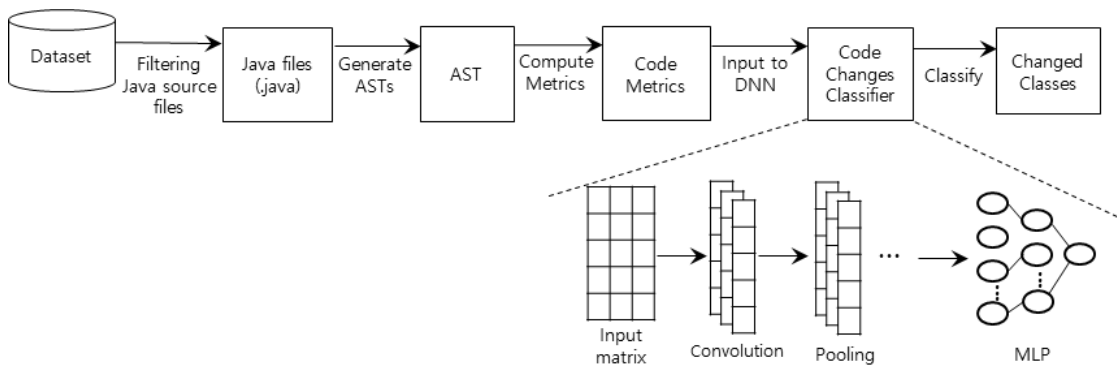 Dataset
Filtering
Java source
files
Java files
(.java)
Generate
ASTs
AST
Compute
Metrics
Code
Metrics
Input to
DNN
Code
Changes
Classifier
Classify
Changed
Classes
Input
matrix
Convolution
Pooling
...
MLP